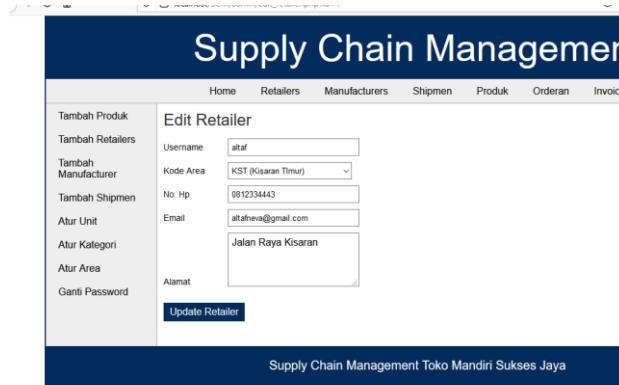 Supply Chain Managemen
Home Retailers Manufacturers Shipmen Produk Orderan Invoic
Tambah Produk
Tambah Retailers
Tambah
Manufacturer
Tambah Shipmen
Atur Unit
Atur Kategori
Atur Area
Ganti Password
Edit Retailer
Username altaf
Kode Area KST (Kisaran TImur)
No. Hp 0812334443
Email altafneva@gmail.com
Jalan Raya Kisaran
Alamat
Update Retailer
Supply Chain Management Toko Mandiri Sukses Jaya